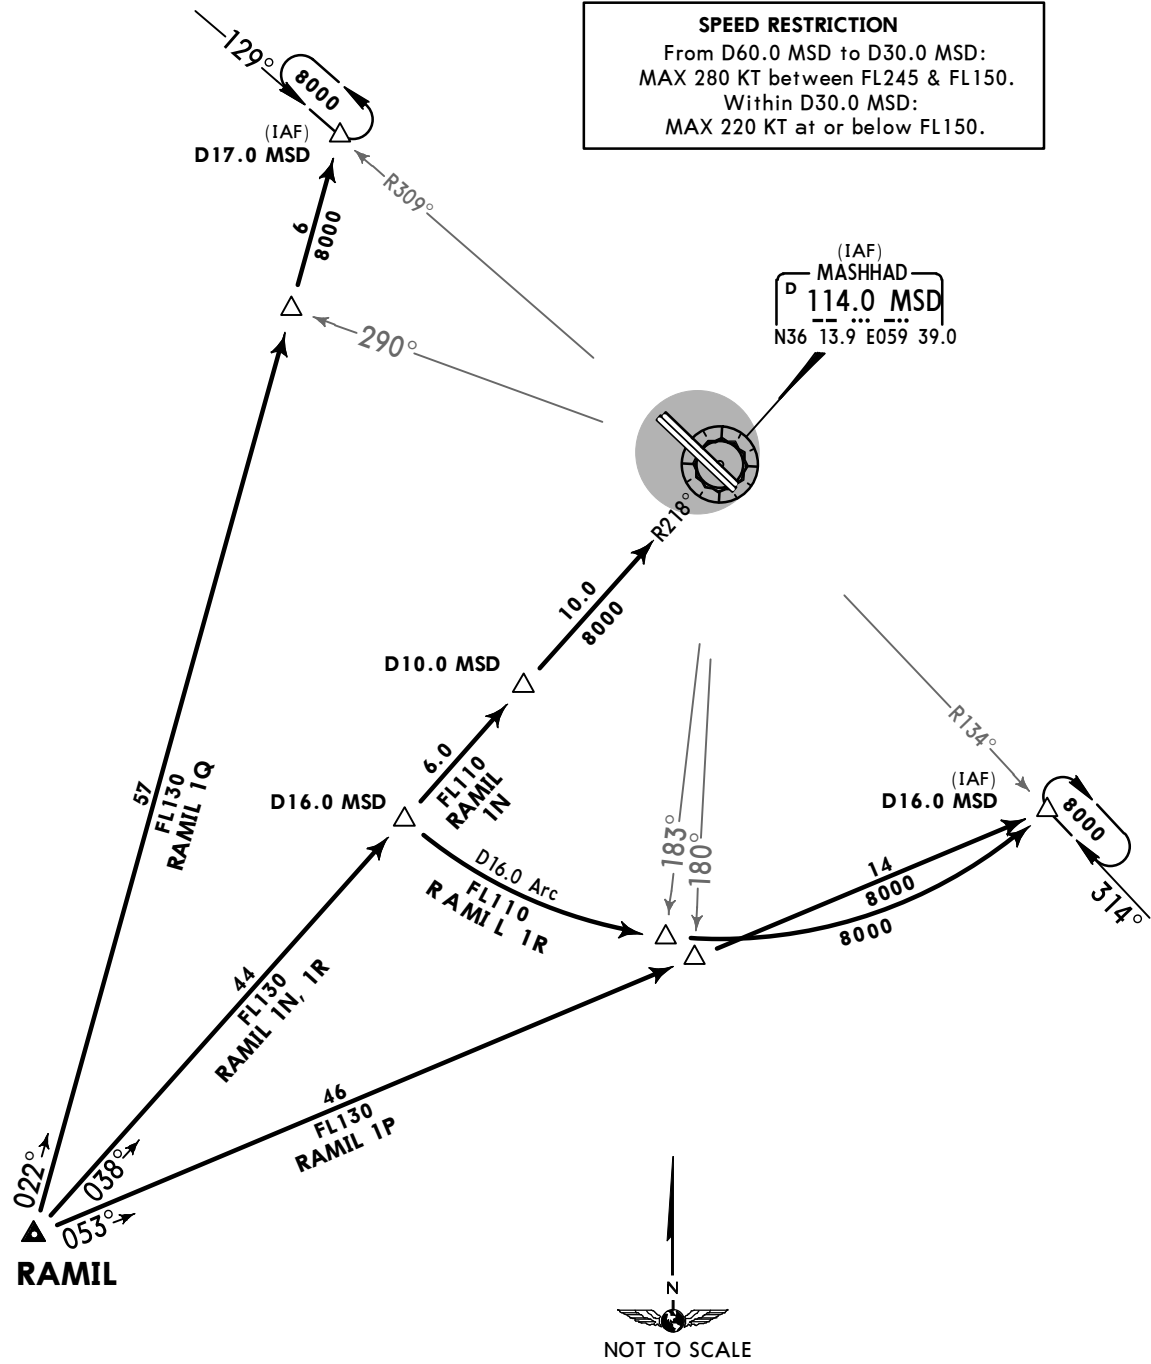 SPEED RESTRICTION
From D60.0 MSD to D30.0 MSD:
MAX 280 KT between FL245 & FL150.
Within D30.0 MSD:
MAX 220 KT at or below FL150.
129°
8000
(IAF)
D17.0 MSD
R309°
6
8000
290°
(IAF)
MASHHAD
D 114.0 MSD
N36 13.9 E059 39.0
R218°
10.0
8000
D10.0 MSD
6.0
FL110
RAMIL
1N
D16.0 MSD
57
FL130
RAMIL 1Q
D16.0 Arc
FL110
RAMIL 1R
183°
180°
R134°
(IAF)
D16.0 MSD
8000
314°
14
8000
8000
44
FL130
RAMIL 1N, 1R
46
FL130
RAMIL 1P
022°
038°
053°
RAMIL
N
NOT TO SCALE